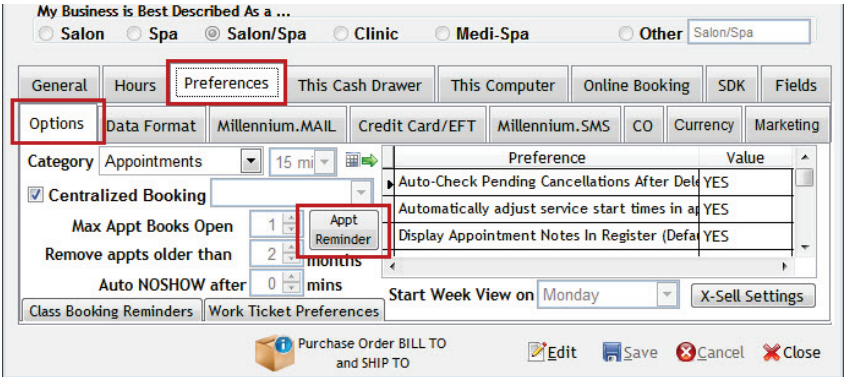 My Business is Best Described As a ...
Salon Spa Salon/Spa Clinic Medi-Spa Other Salon/Spa
General Hours Preferences This Cash Drawer This Computer Online Booking SDK Fields
Options Data Format Millennium.MAIL Credit Card/EFT Millennium.SMS CO Currency Marketing
Category Appointments 15 mi Preference Value
Auto-Check Pending Cancellations After Dele YES
Centralized Booking
Automatically adjust service start times in ap YES
Max Appt Books Open 1 Appt Reminder
Display Appointment Notes In Register (Defau YES
Remove appts older than 2 months
Auto NOSHOW after 0 mins Start Week View on Monday X-Sell Settings
Class Booking Reminders Work Ticket Preferences
Purchase Order BILL TO
and SHIP TO
Edit Save Cancel Close